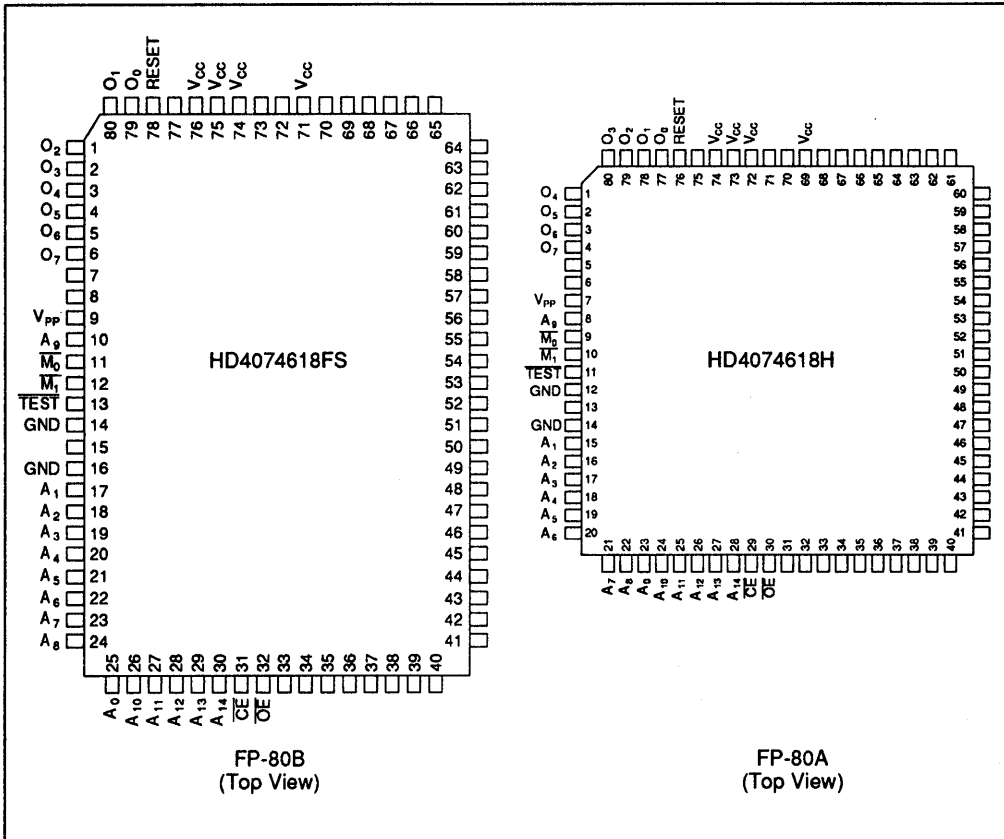 O1 O0 RESET VCC VCC VCC VCC
80 79 78 77 76 75 74 73 72 71 70 69 68 67 66 65
O2 1
O3 2
O4 3
O5 4
O6 5
O7 6
7
8
VPP 9
A9 10
M̅0̅ 11
M̅1̅ 12
T̅E̅S̅T̅ 13
GND 14
15
GND 16
A1 17
A2 18
A3 19
A4 20
A5 21
A6 22
A7 23
A8 24
HD4074618FS
64
63
62
61
60
59
58
57
56
55
54
53
52
51
50
49
48
47
46
45
44
43
42
41
25 26 27 28 29 30 31 32 33 34 35 36 37 38 39 40
A0 A10 A11 A12 A13 A14 C̅E̅ O̅E̅
FP-80B
(Top View)
O3 O2 O1 O0 RESET VCC VCC VCC VCC
80 79 78 77 76 75 74 73 72 71 70 69 68 67 66 65 64 63 62 61
O4 1
O5 2
O6 3
O7 4
5
6
VPP 7
A9 8
M̅0̅ 9
M̅1̅ 10
T̅E̅S̅T̅ 11
GND 12
13
GND 14
A1 15
A2 16
A3 17
A4 18
A5 19
A6 20
HD4074618H
60
59
58
57
56
55
54
53
52
51
50
49
48
47
46
45
44
43
42
41
21 22 23 24 25 26 27 28 29 30 31 32 33 34 35 36 37 38 39 40
A7 A8 A0 A10 A11 A12 A13 A14 C̅E̅ O̅E̅
FP-80A
(Top View)